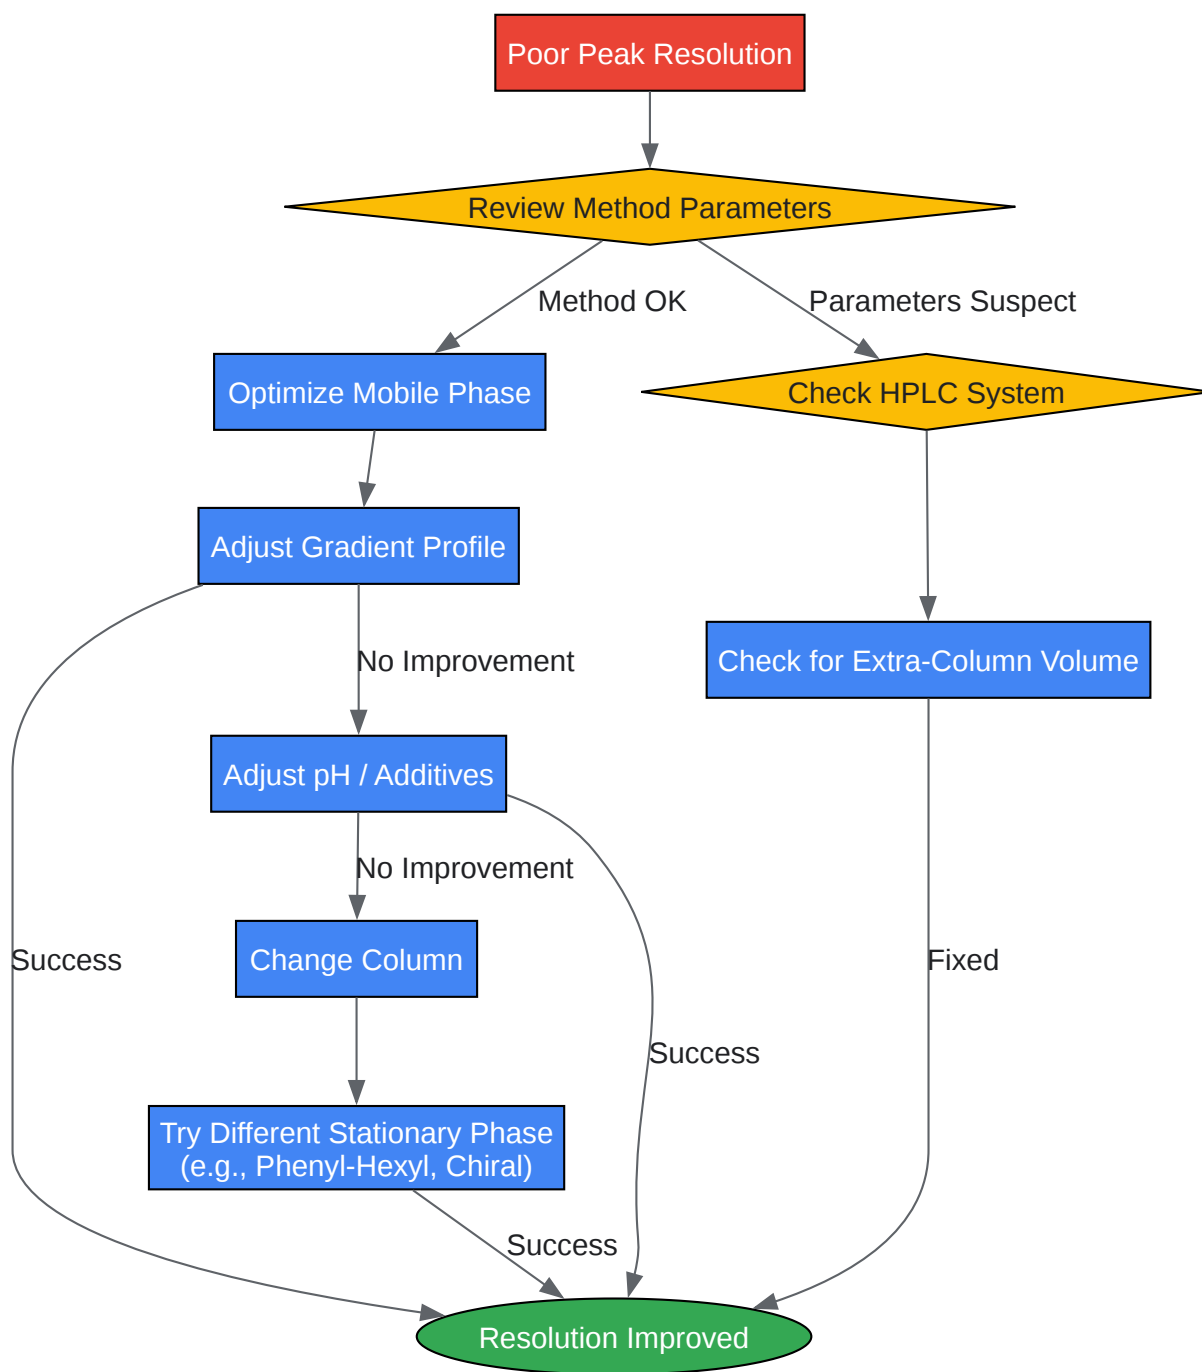 Poor Peak Resolution
Review Method Parameters
Method OK
Parameters Suspect
Optimize Mobile Phase
Check HPLC System
Adjust Gradient Profile
No Improvement
Check for Extra-Column Volume
Adjust pH / Additives
No Improvement
Change Column
Success
Fixed
Success
Try Different Stationary Phase
(e.g., Phenyl-Hexyl, Chiral)
Success
Resolution Improved